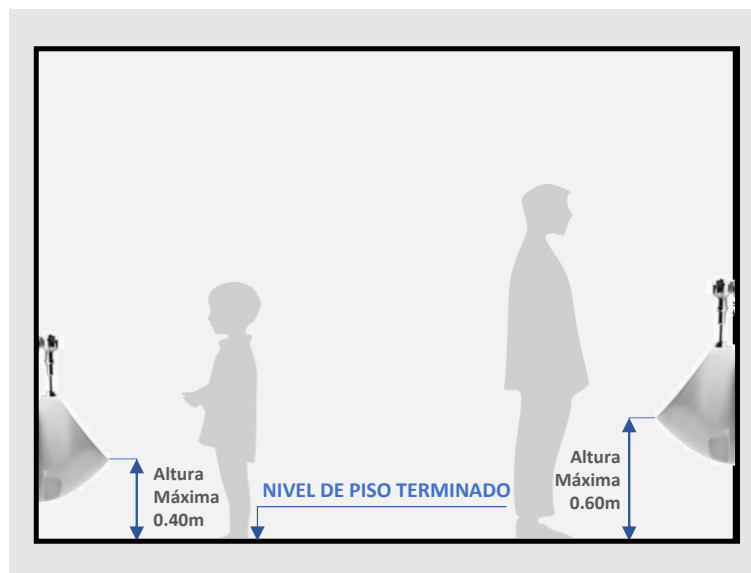 Altura
Máxima
0.40m
NIVEL DE PISO TERMINADO
Altura
Máxima
0.60m